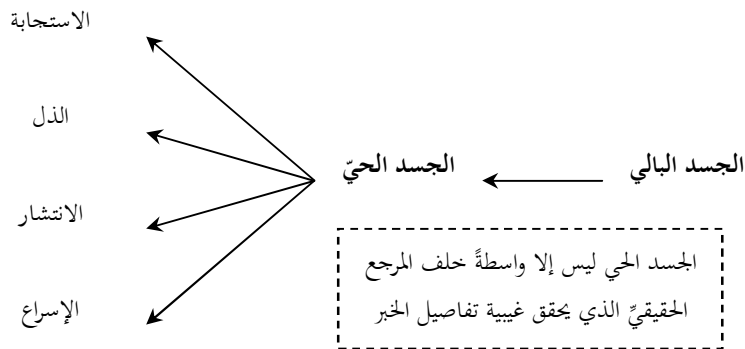 الاستجابة
الذل
الجسد البالي
الجسد الحيّ
الانتشار
الجسد الحي ليس إلا واسطةً خلف المرجع
الحقيقيِّ الذي يحقق غيبية تفاصيل الخبر
الإسراع